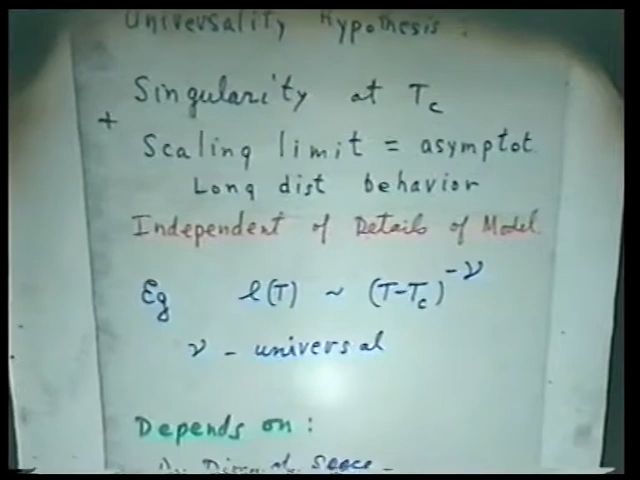 Universality Hypothesis :
Singularity at Tc
+
Scaling limit = asymptot.
Long dist behavior
Independent of Details of Model
Eg ℓ(T) ~ (T-Tc)^-ν
ν - universal
Depends on :
space